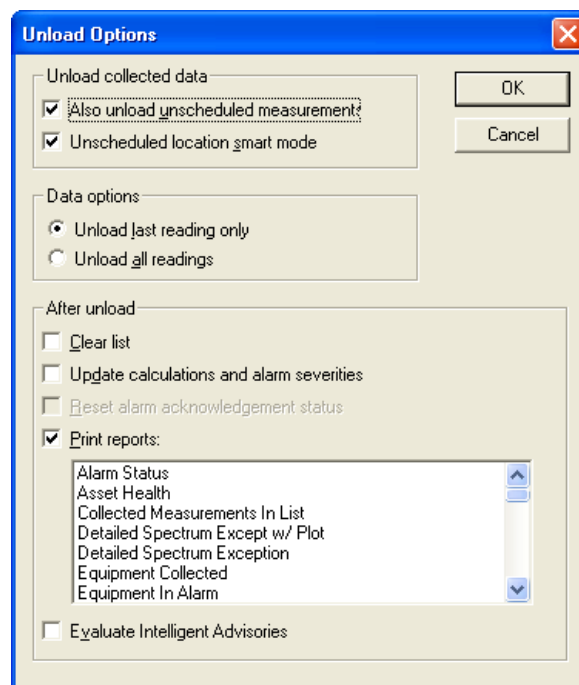 Unload Options
Unload collected data
Also unload unscheduled measurements
Unscheduled location smart mode
OK
Cancel
Data options
Unload last reading only
Unload all readings
After unload
Clear list
Update calculations and alarm severities
Reset alarm acknowledgement status
Print reports:
Alarm Status
Asset Health
Collected Measurements In List
Detailed Spectrum Except w/ Plot
Detailed Spectrum Exception
Equipment Collected
Equipment In Alarm
Evaluate Intelligent Advisories